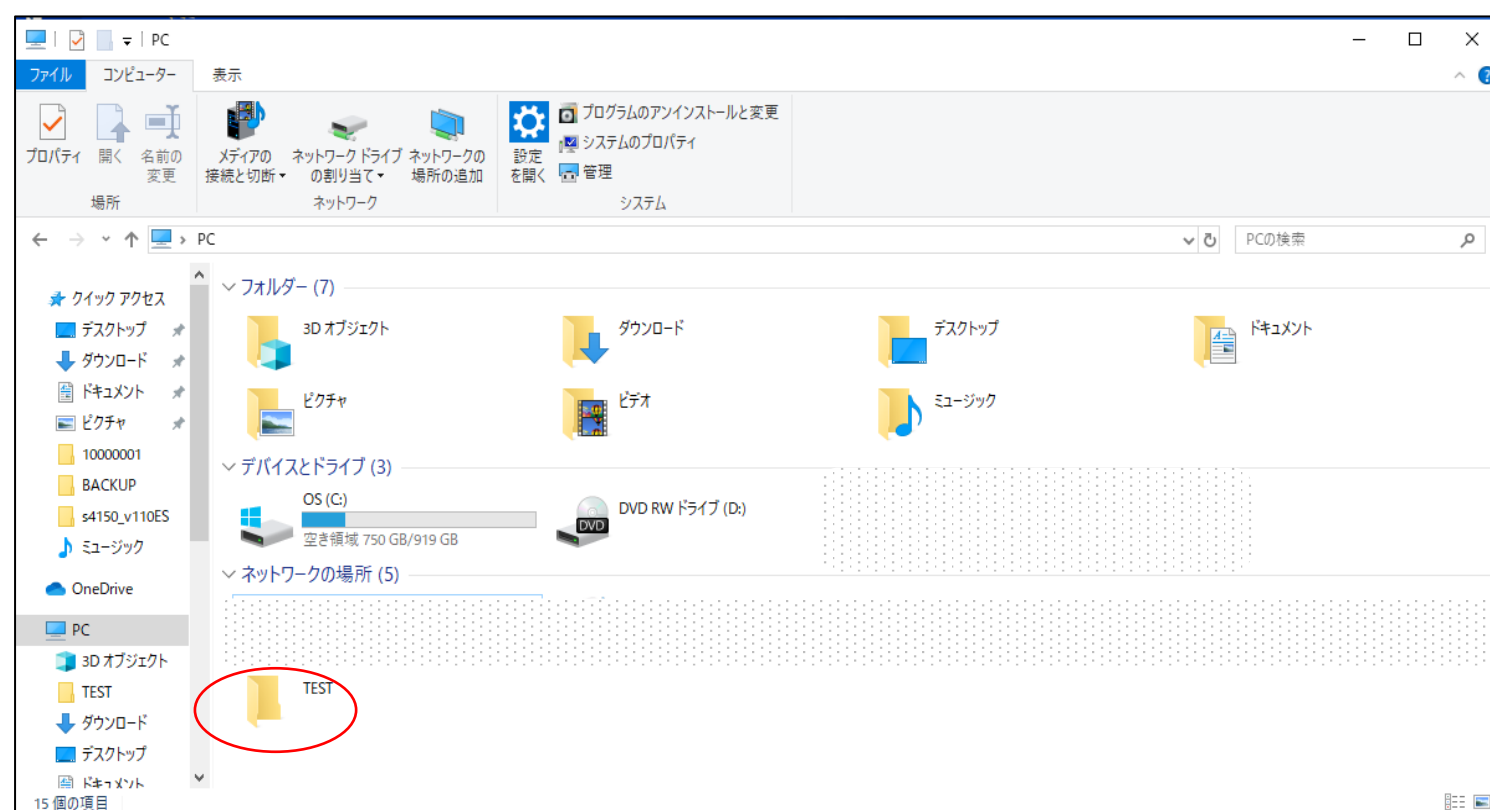 PC
ファイル コンピューター 表示
プロパティ 開く 名前の変更 メディアの接続と切断 ネットワーク ドライブの割り当て ネットワークの場所の追加 設定を開く プログラムのアンインストールと変更
システムのプロパティ
管理
場所 ネットワーク システム
PC PCの検索
クイック アクセス
デスクトップ
ダウンロード
ドキュメント
ピクチャ
10000001
BACKUP
s4150_v110ES
ミュージック
OneDrive
PC
3D オブジェクト
TEST
ダウンロード
デスクトップ
ドキュメント
フォルダー (7)
3D オブジェクト ダウンロード デスクトップ ドキュメント
ピクチャ ビデオ ミュージック
デバイスとドライブ (3)
OS (C:)
空き領域 750 GB/919 GB
DVD RW ドライブ (D:)
DVD
ネットワークの場所 (5)
TEST
15 個の項目